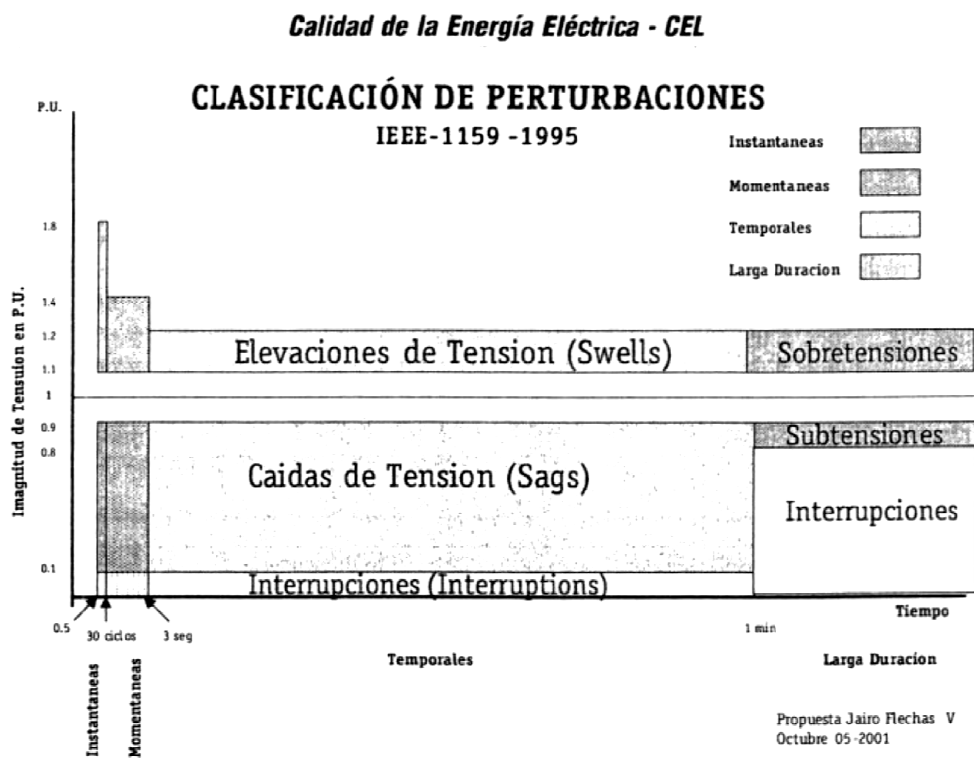 Calidad de la Energía Eléctrica - CEL
CLASIFICACIÓN DE PERTURBACIONES
IEEE-1159 -1995
P.U.
Instantaneas
Momentaneas
Temporales
Larga Duracion
Imagnitud de Tensuion en P.U.
1.8
1.4
1.2
1.1
1
0.9
0.8
0.1
Elevaciones de Tension (Swells)
Sobretensiones
Caidas de Tension (Sags)
Subtensiones
Interrupciones
Interrupciones (Interruptions)
Tiempo
0.5
30 ciclos
3 seg
1 min
Instantaneas
Momentaneas
Temporales
Larga Duracion
Propuesta Jairo Flechas V
Octubre 05-2001